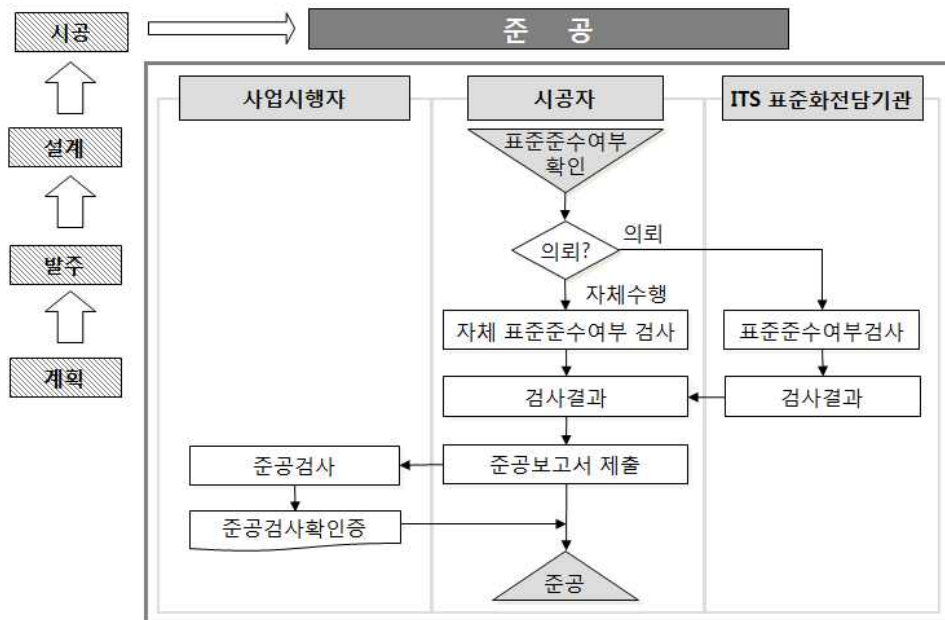 시공
준 공
설계
발주
계획
사업시행자
시공자
ITS 표준화전담기관
표준준수여부
확인
의뢰?
의뢰
자체수행
자체 표준준수여부 검사
표준준수여부검사
검사결과
검사결과
준공검사
준공보고서 제출
준공검사확인증
준공